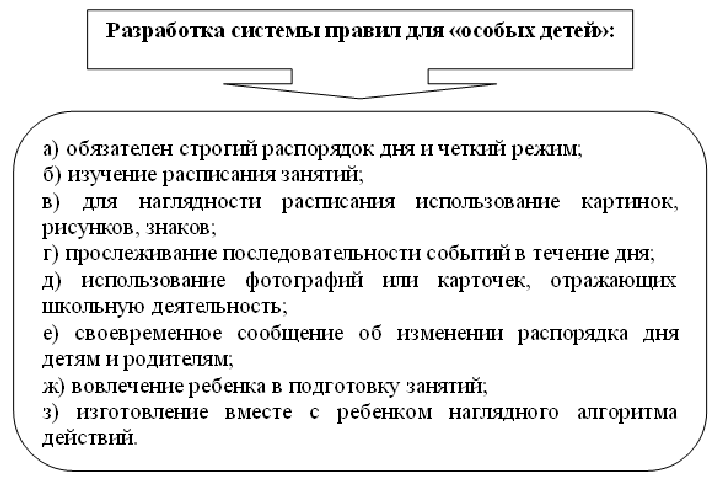 Разработка системы правил для «особых детей»:
а) обязателен строгий распорядок дня и четкий режим;
б) изучение расписания занятий;
в) для наглядности расписания использование картинок,
рисунков, знаков;
г) прослеживание последовательности событий в течение дня;
д) использование фотографий или карточек, отражающих
школьную деятельность;
е) своевременное сообщение об изменении распорядка дня
детям и родителям;
ж) вовлечение ребенка в подготовку занятий;
з) изготовление вместе с ребенком наглядного алгоритма
действий.